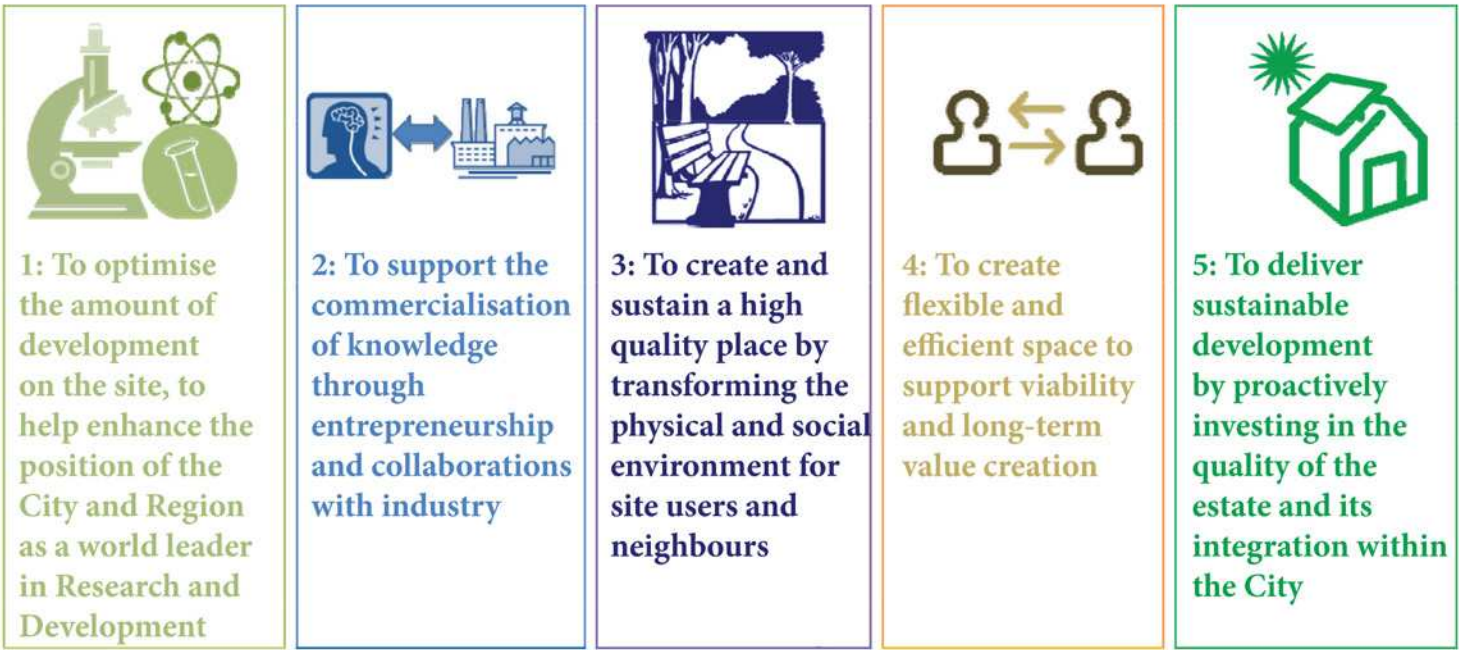 1: To optimise
the amount of
development
on the site, to
help enhance the
position of the
City and Region
as a world leader
in Research and
Development
2: To support the
commercialisation
of knowledge
through
entrepreneurship
and collaborations
with industry
3: To create and
sustain a high
quality place by
transforming the
physical and social
environment for
site users and
neighbours
4: To create
flexible and
efficient space to
support viability
and long-term
value creation
5: To deliver
sustainable
development
by proactively
investing in the
quality of the
estate and its
integration within
the City